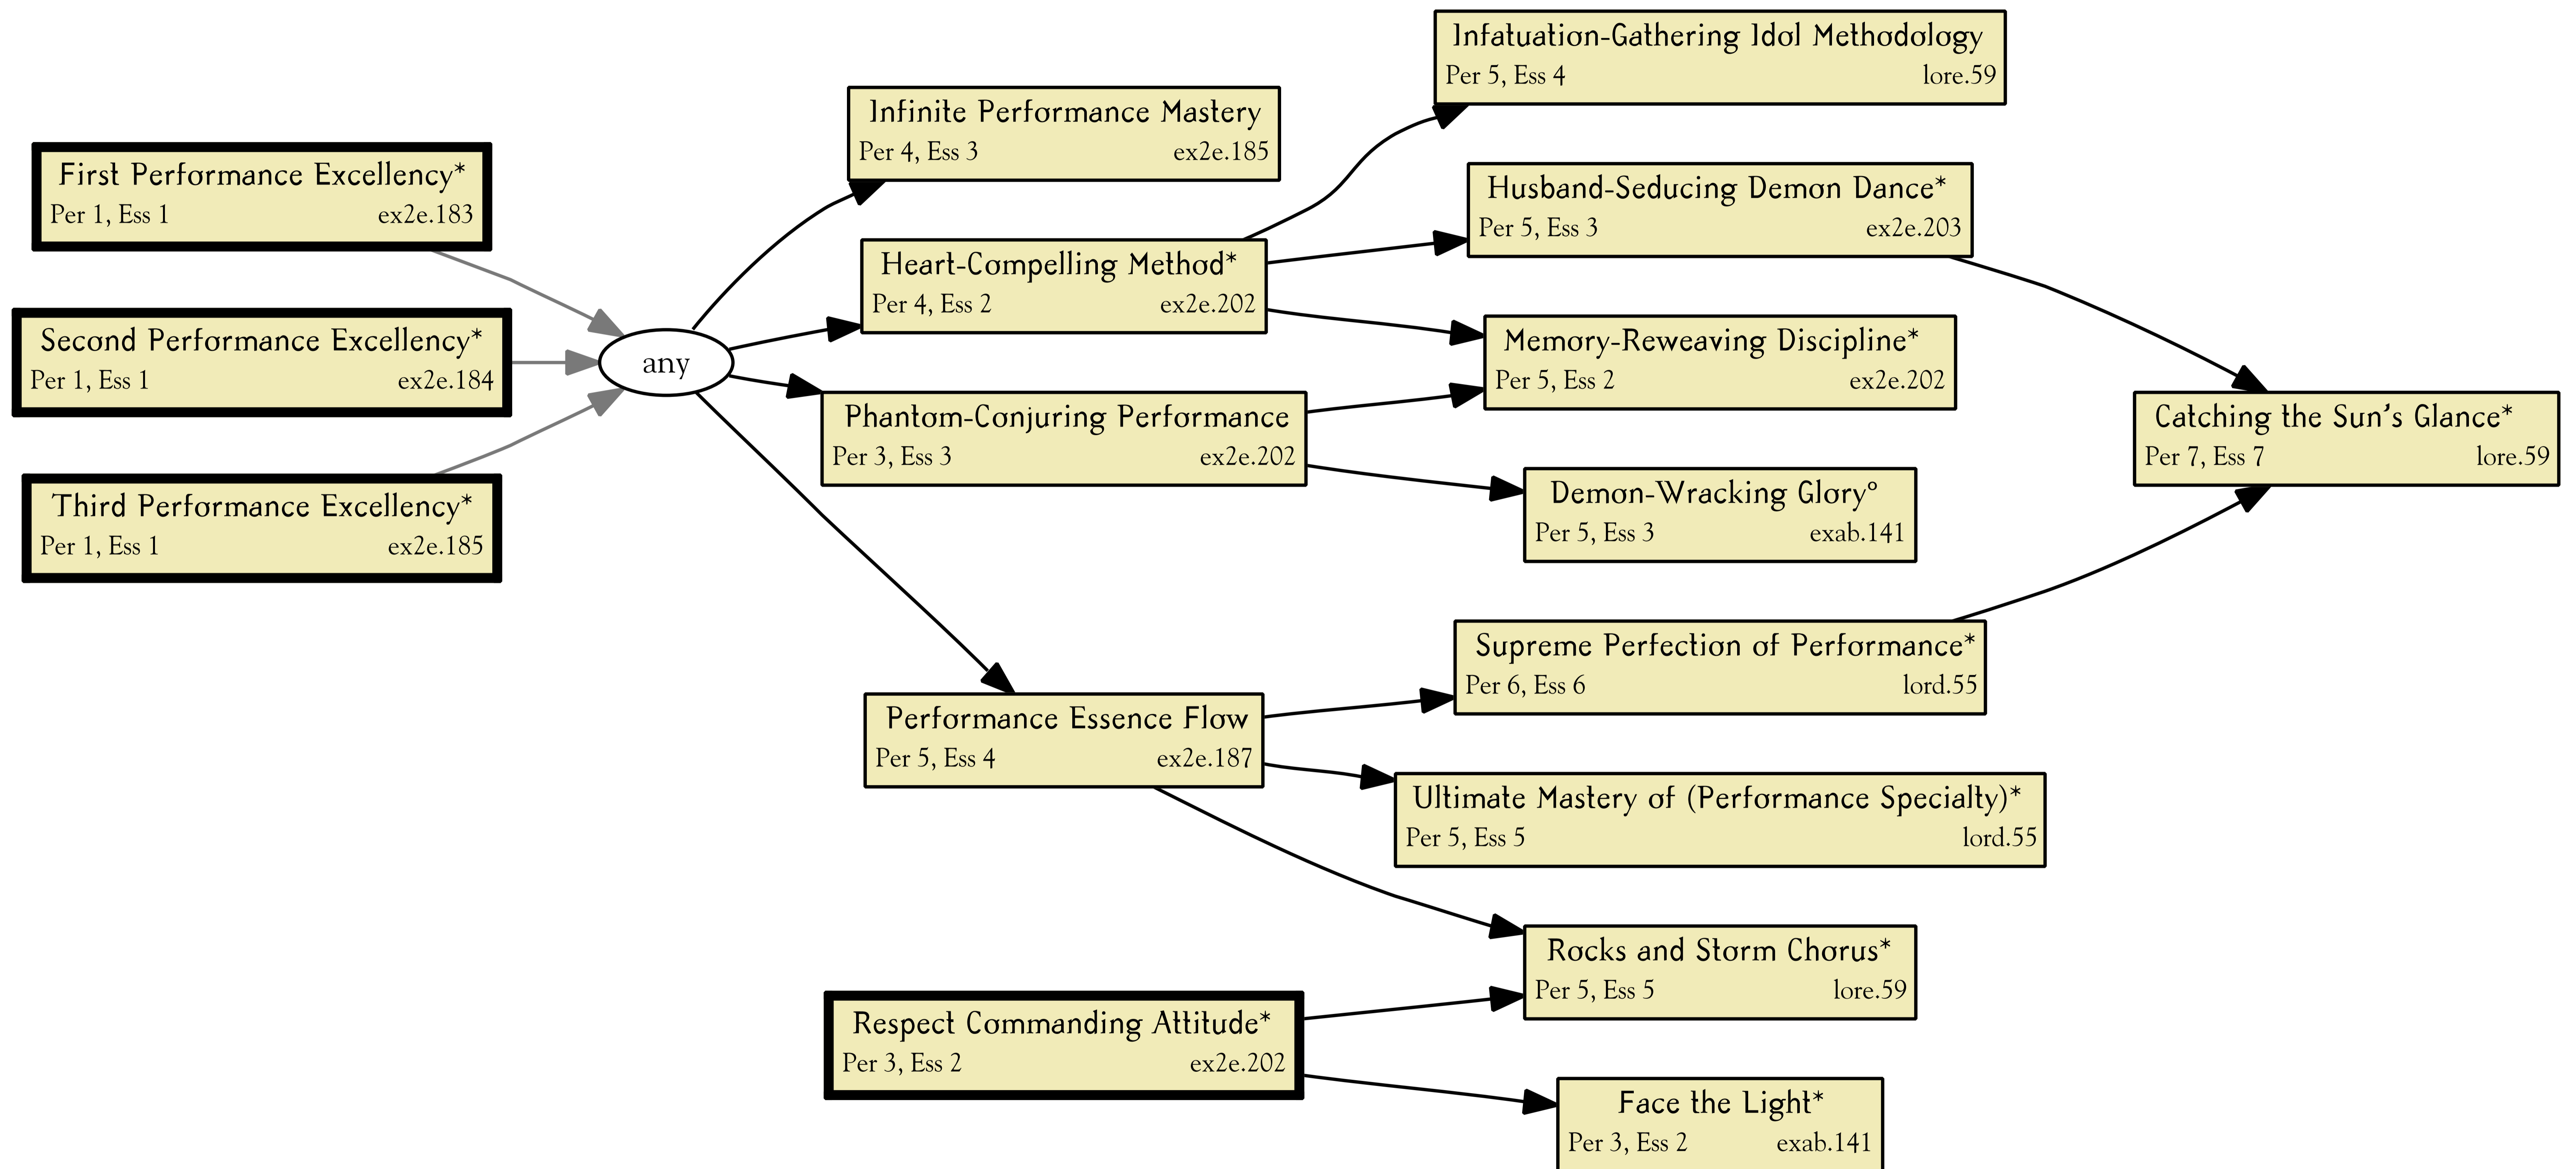 Infatuation-Gathering Idol Methodology
Per 5, Ess 4 lore.59
Infinite Performance Mastery
Per 4, Ess 3 ex2e.185
First Performance Excellency*
Per 1, Ess 1 ex2e.183
Husband-Seducing Demon Dance*
Per 5, Ess 3 ex2e.203
Heart-Compelling Method*
Per 4, Ess 2 ex2e.202
Second Performance Excellency*
Per 1, Ess 1 ex2e.184
any
Memory-Reweaving Discipline*
Per 5, Ess 2 ex2e.202
Phantom-Conjuring Performance
Per 3, Ess 3 ex2e.202
Catching the Sun's Glance*
Per 7, Ess 7 lore.59
Third Performance Excellency*
Per 1, Ess 1 ex2e.185
Demon-Wracking Glory°
Per 5, Ess 3 exab.141
Supreme Perfection of Performance*
Per 6, Ess 6 lord.55
Performance Essence Flow
Per 5, Ess 4 ex2e.187
Ultimate Mastery of (Performance Specialty)*
Per 5, Ess 5 lord.55
Rocks and Storm Chorus*
Per 5, Ess 5 lore.59
Respect Commanding Attitude*
Per 3, Ess 2 ex2e.202
Face the Light*
Per 3, Ess 2 exab.141